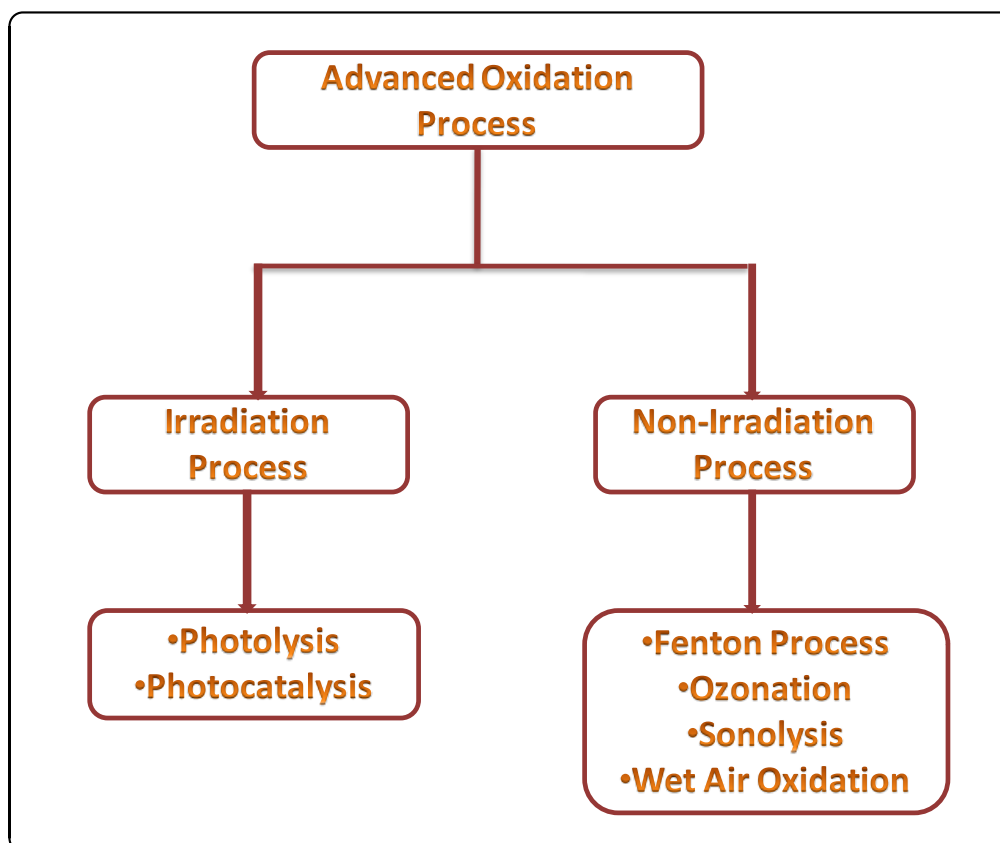 Advanced Oxidation
Process
Irradiation
Process
Non-Irradiation
Process
•Photolysis
•Photocatalysis
•Fenton Process
•Ozonation
•Sonolysis
•Wet Air Oxidation